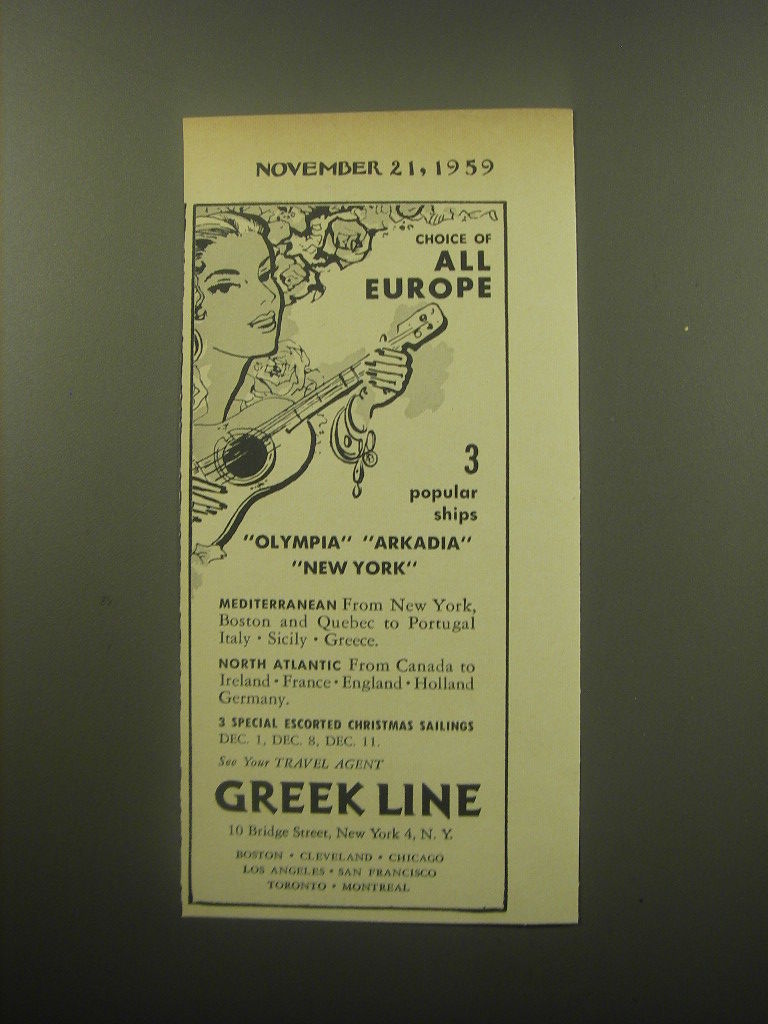 NOVEMBER 21, 1959
CHOICE OF
ALL
EUROPE
3
popular
ships
"OLYMPIA" "ARKADIA"
"NEW YORK"
MEDITERRANEAN From New York,
Boston and Quebec to Portugal
Italy • Sicily • Greece.
NORTH ATLANTIC From Canada to
Ireland • France • England • Holland
Germany.
3 SPECIAL ESCORTED CHRISTMAS SAILINGS
DEC. 1, DEC. 8, DEC. 11.
See Your TRAVEL AGENT
GREEK LINE
10 Bridge Street, New York 4, N. Y.
BOSTON • CLEVELAND • CHICAGO
LOS ANGELES • SAN FRANCISCO
TORONTO • MONTREAL